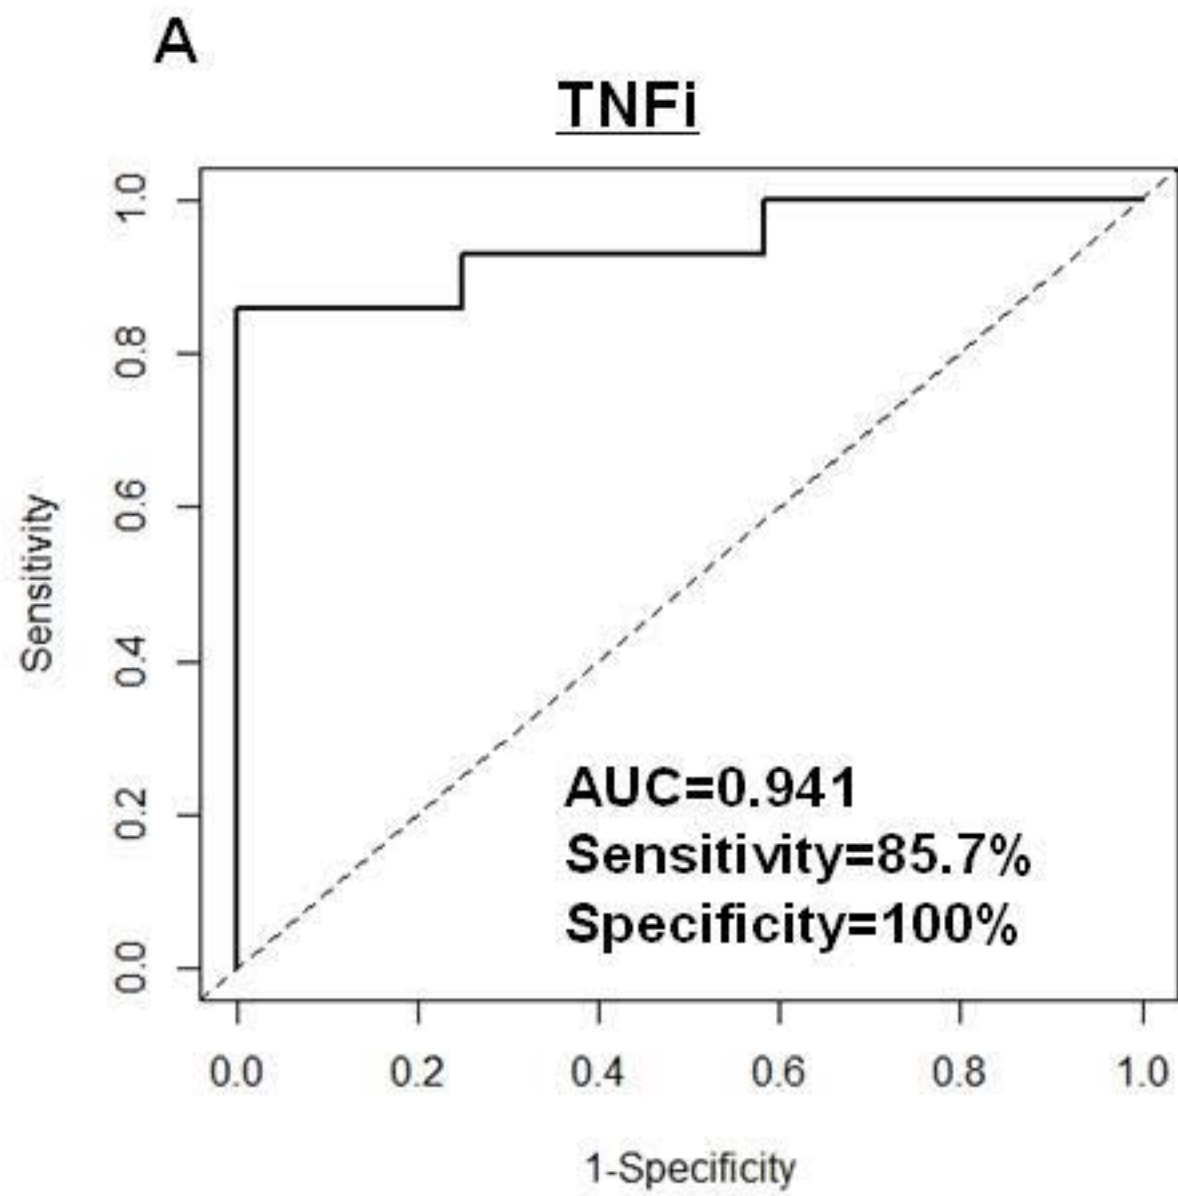 A
TNFi
1.0
0.8
0.6
0.4
0.2
0.0
Sensitivity
AUC=0.941
Sensitivity=85.7%
Specificity=100%
0.0 0.2 0.4 0.6 0.8 1.0
1-Specificity